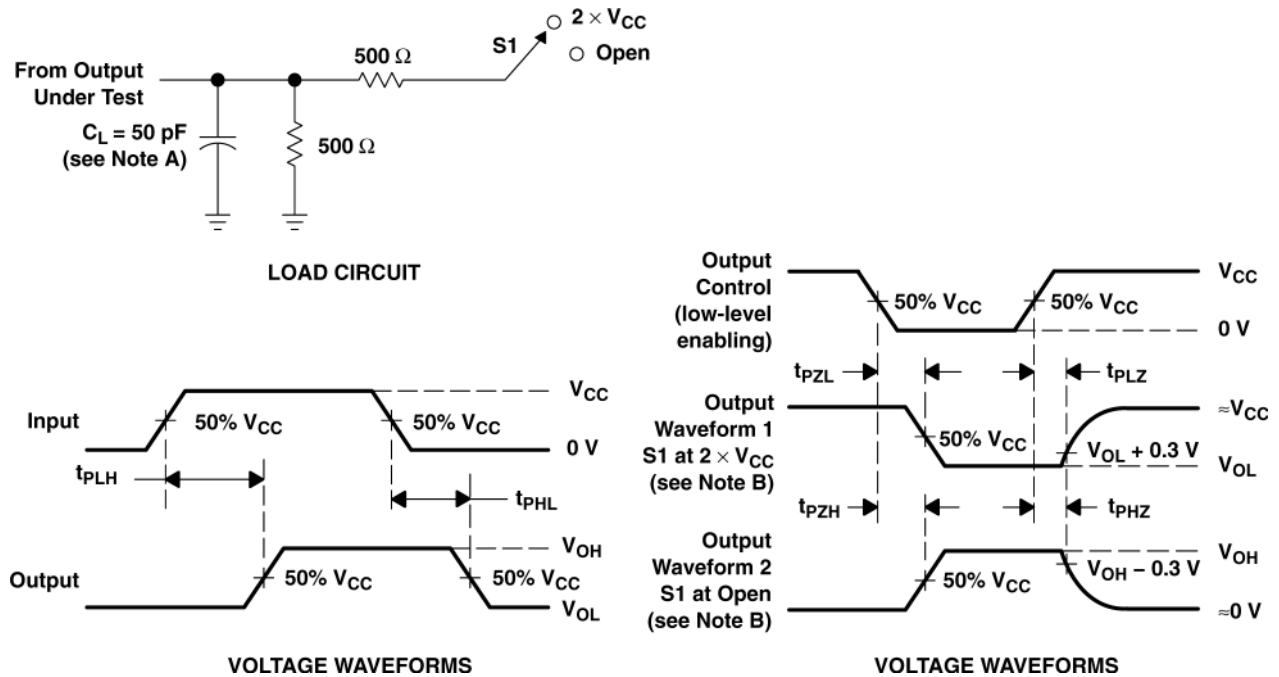 2 × VCC
S1
Open
500 Ω
From Output
Under Test
CL = 50 pF
(see Note A)
500 Ω
LOAD CIRCUIT
Input
50% VCC
50% VCC
VCC
0 V
tPLH
tPHL
Output
50% VCC
50% VCC
VOH
VOL
VOLTAGE WAVEFORMS
Output
Control
(low-level
enabling)
50% VCC
50% VCC
VCC
0 V
tPZL
tPLZ
Output
Waveform 1
S1 at 2 × VCC
(see Note B)
50% VCC
VOL + 0.3 V
≈VCC
VOL
tPZH
tPHZ
Output
Waveform 2
S1 at Open
(see Note B)
50% VCC
VOH − 0.3 V
VOH
≈0 V
VOLTAGE WAVEFORMS